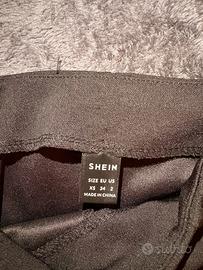 SHEIN
SIZE EU US
XS 34 2
MADE IN CHINA
subito